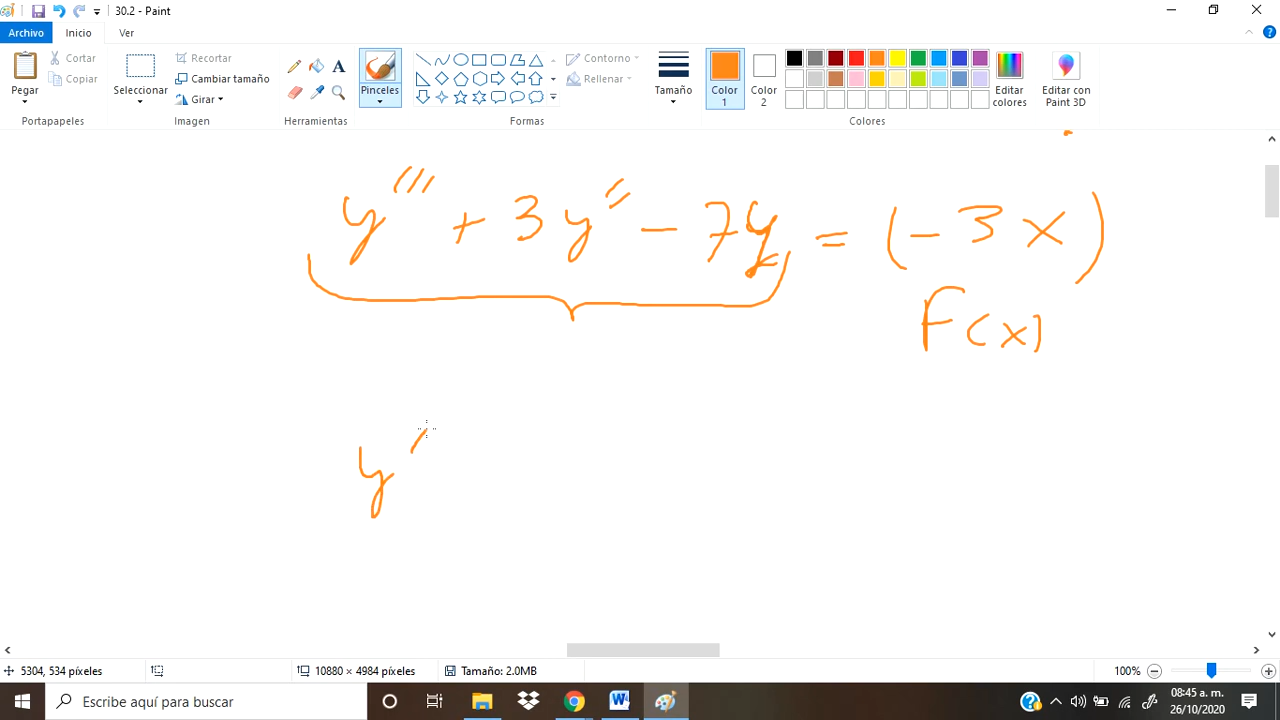 30.2 - Paint
Archivo Inicio Ver
Pegar Cortar Copiar
Portapapeles
Seleccionar Recortar Cambiar tamaño Girar
Imagen
A
Herramientas
Pinceles
Contorno Rellenar
Formas
Tamaño
Color 1 Color 2 Editar colores Editar con Paint 3D
Colores
y''' + 3y'' - 7y = (-3x)
F(x)
y'
5304, 534 píxeles 10880 × 4984 píxeles Tamaño: 2.0MB 100%
Escribe aquí para buscar
08:45 a. m.
26/10/2020